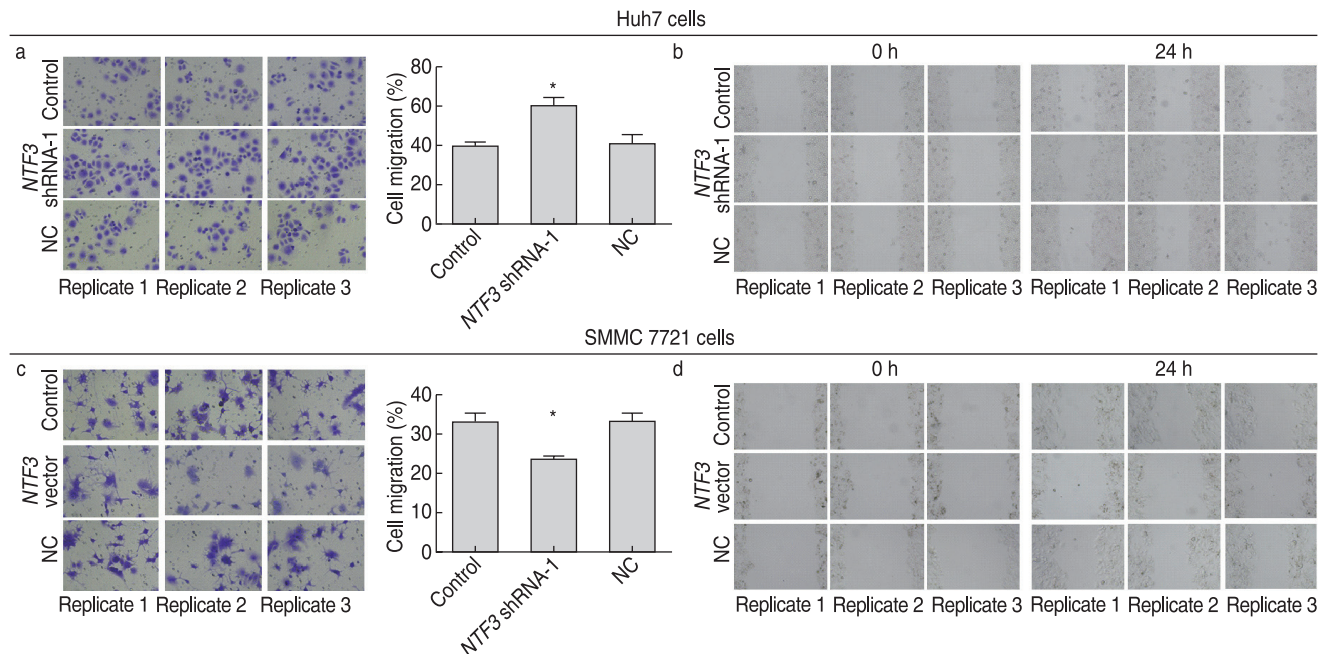 Huh7 cells
a
Control
NTF3
shRNA-1
NC
Replicate 1 Replicate 2 Replicate 3
Cell migration (%)
80
60
40
20
0
*
Control
NTF3 shRNA-1
NC
b
0 h
24 h
Control
NTF3
shRNA-1
NC
Replicate 1 Replicate 2 Replicate 3 Replicate 1 Replicate 2 Replicate 3
SMMC 7721 cells
c
Control
NTF3
vector
NC
Replicate 1 Replicate 2 Replicate 3
Cell migration (%)
40
30
20
10
0
*
Control
NTF3 shRNA-1
NC
d
0 h
24 h
Control
NTF3
vector
NC
Replicate 1 Replicate 2 Replicate 3 Replicate 1 Replicate 2 Replicate 3